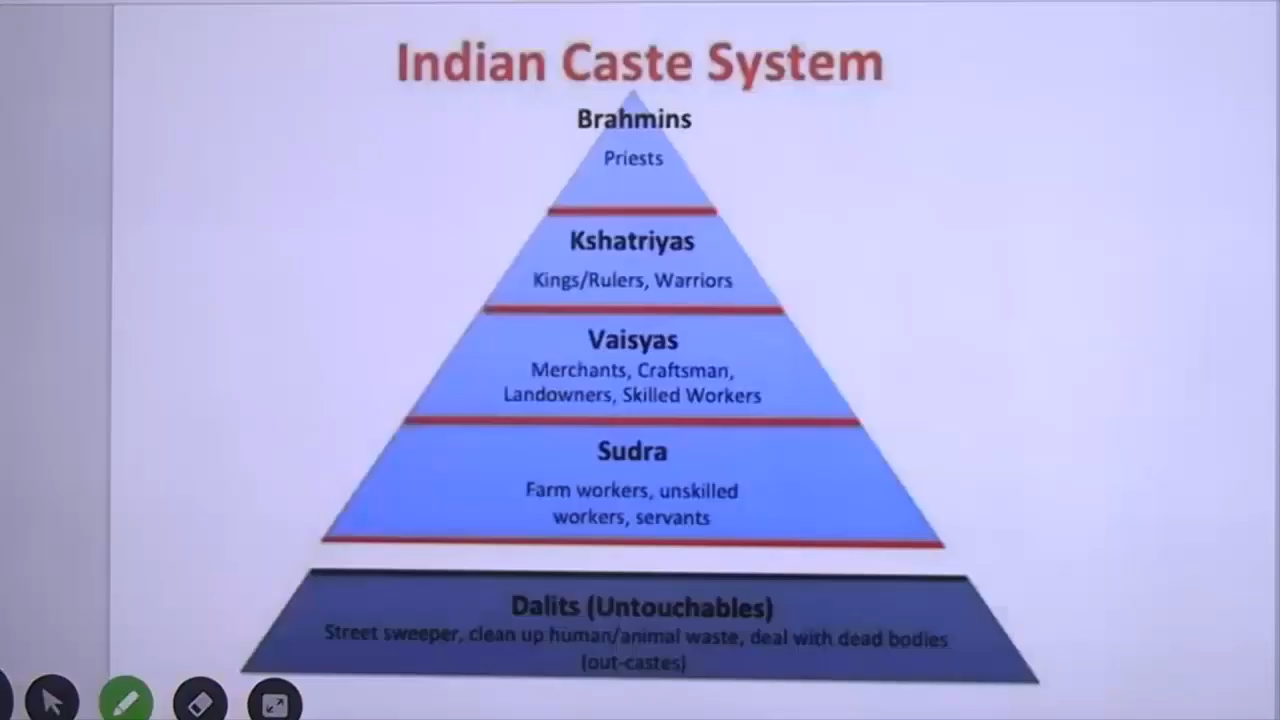 Indian Caste System
Brahmins
Priests
Kshatriyas
Kings/Rulers, Warriors
Vaisyas
Merchants, Craftsman,
Landowners, Skilled Workers
Sudra
Farm workers, unskilled
workers, servants
Dalits (Untouchables)
Street sweeper, clean up human/animal waste, deal with dead bodies
(out-castes)